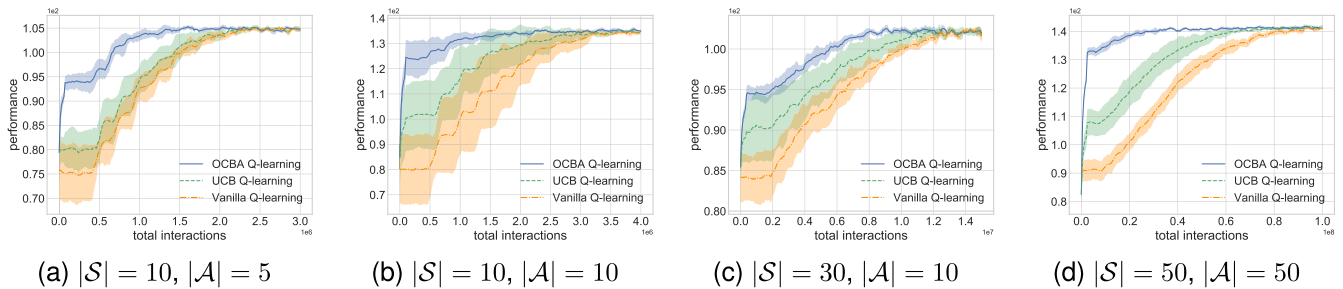 1e2
1.05
1.00
0.95
0.90
0.85
0.80
0.75
0.70
performance
OCBA Q-learning
UCB Q-learning
Vanilla Q-learning
0.0 0.5 1.0 1.5 2.0 2.5 3.0
total interactions
1e6
(a) |S| = 10, |A| = 5
1e2
1.4
1.3
1.2
1.1
1.0
0.9
0.8
0.7
performance
OCBA Q-learning
UCB Q-learning
Vanilla Q-learning
0.0 0.5 1.0 1.5 2.0 2.5 3.0 3.5 4.0
total interactions
1e6
(b) |S| = 10, |A| = 10
1e2
1.00
0.95
0.90
0.85
0.80
performance
OCBA Q-learning
UCB Q-learning
Vanilla Q-learning
0.0 0.2 0.4 0.6 0.8 1.0 1.2 1.4
total interactions
1e7
(c) |S| = 30, |A| = 10
1e2
1.4
1.3
1.2
1.1
1.0
0.9
0.8
performance
OCBA Q-learning
UCB Q-learning
Vanilla Q-learning
0.0 0.2 0.4 0.6 0.8 1.0
total interactions
1e8
(d) |S| = 50, |A| = 50